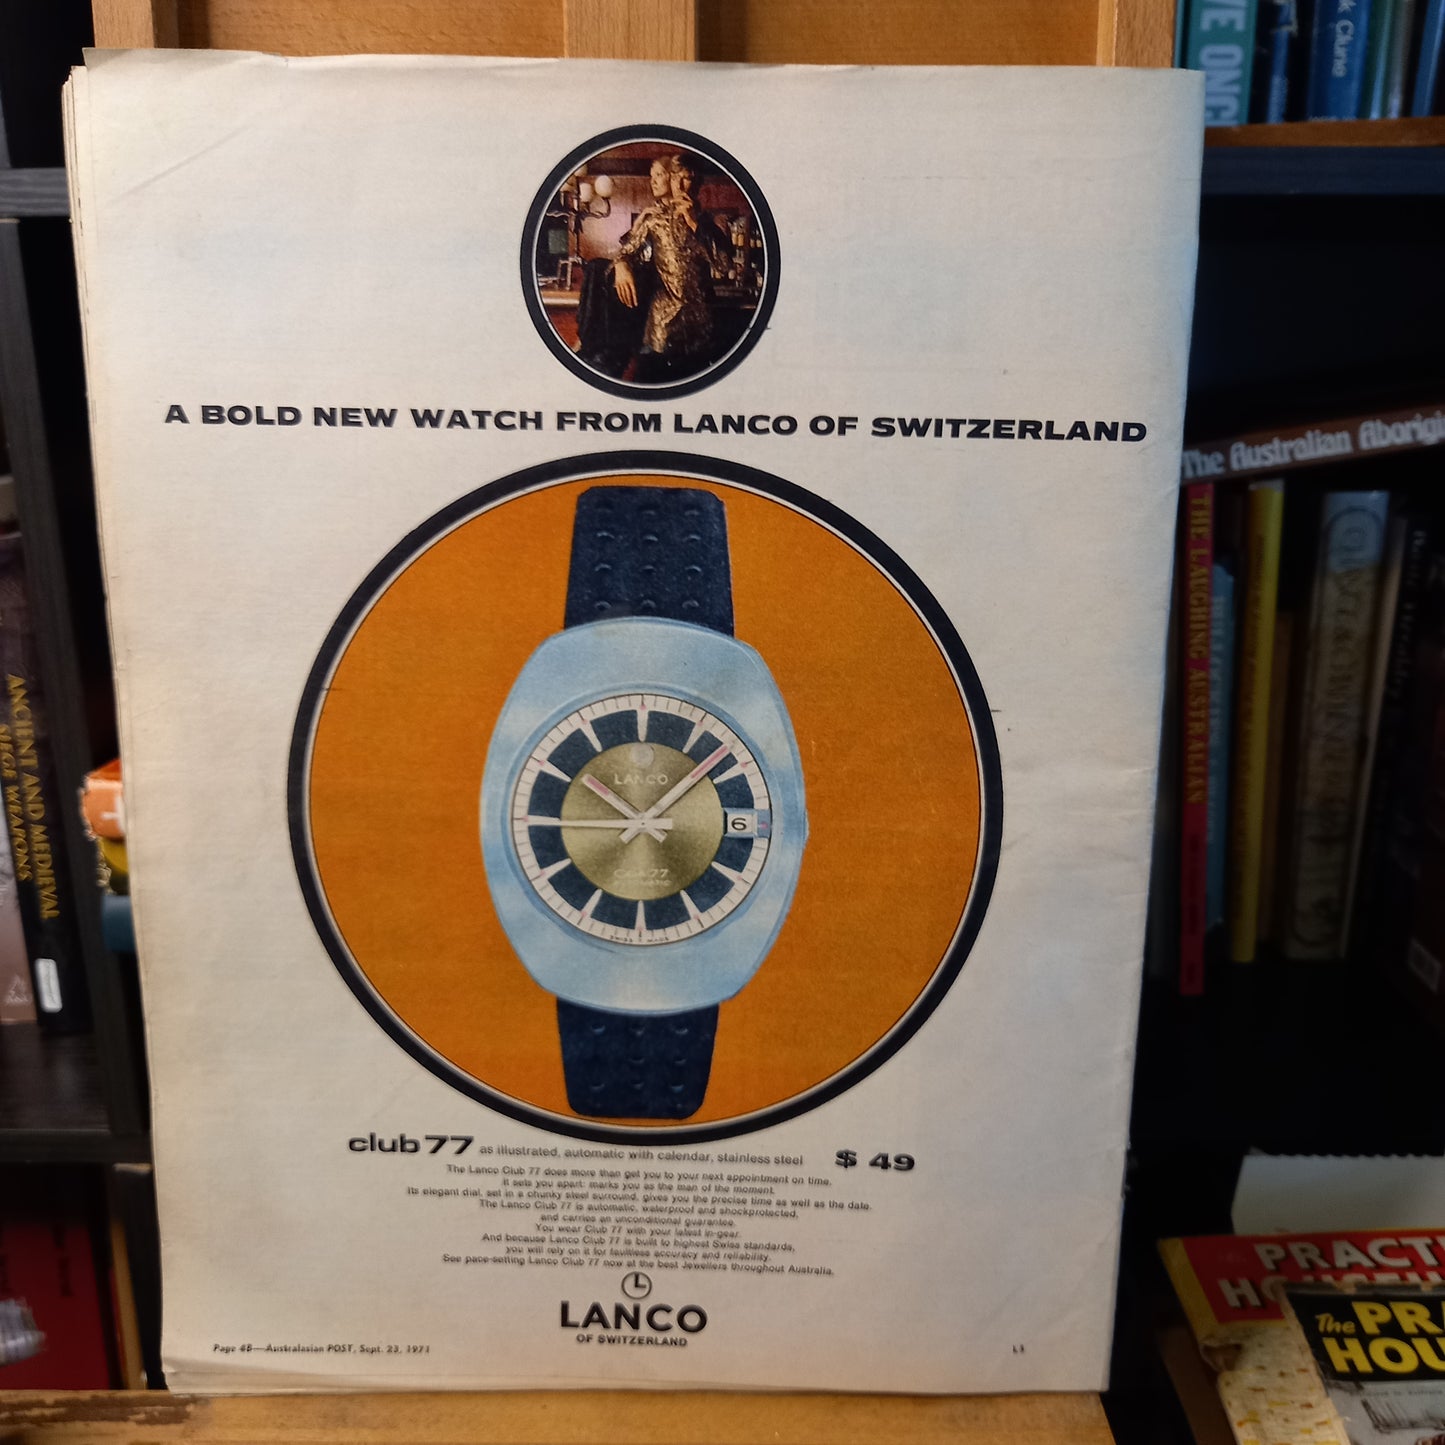 A BOLD NEW WATCH FROM LANCO OF SWITZERLAND
LANCO
6
Club 77
SWISS T MADE
club 77 as illustrated, automatic with calendar, stainless steel $ 49
The Lanco Club 77 does more than get you to your next appointment on time.
It sets you apart: marks you as the man of the moment.
Its elegant dial, set in a chunky steel surround, gives you the precise time as well as the date.
The Lanco Club 77 is automatic, waterproof and shockprotected,
and carries an unconditional guarantee.
You wear Club 77 with your latest in-gear.
And because Lanco Club 77 is built to highest Swiss standards,
you will rely on it for faultless accuracy and reliability.
See pace-setting Lanco Club 77 now at the best Jewellers throughout Australia.
LANCO
OF SWITZERLAND
Page 48—Australasian POST, Sept. 23, 1971
ANCIENT AND MEDIEVAL
SIEGE WEAPONS
Clune
The Australian
THE LAUGHING AUSTRALIAN
The